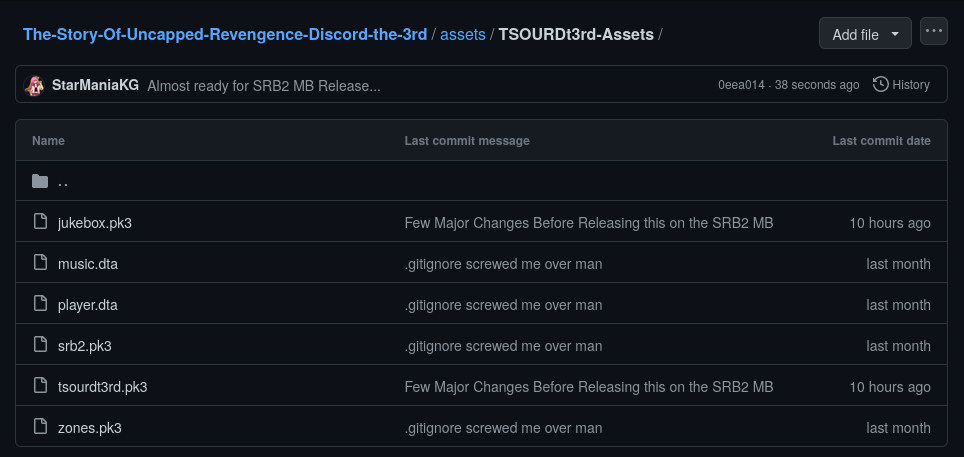 The-Story-Of-Uncapped-Revengence-Discord-the-3rd / assets / TSOURDt3rd-Assets /
Add file
StarManiaKG Almost ready for SRB2 MB Release... 0eea014 · 38 seconds ago History
Name Last commit message Last commit date
..
jukebox.pk3 Few Major Changes Before Releasing this on the SRB2 MB 10 hours ago
music.dta .gitignore screwed me over man last month
player.dta .gitignore screwed me over man last month
srb2.pk3 .gitignore screwed me over man last month
tsourdt3rd.pk3 Few Major Changes Before Releasing this on the SRB2 MB 10 hours ago
zones.pk3 .gitignore screwed me over man last month